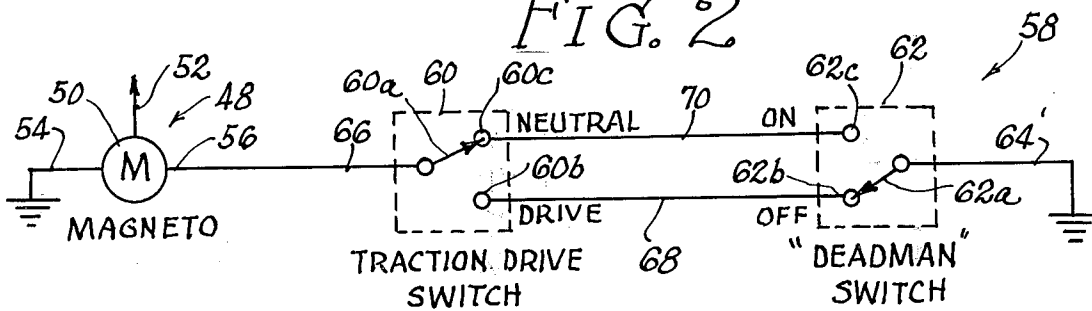 FIG. 2
58
52
50
48
54
M
56
MAGNETO
60a
60
60c
66
NEUTRAL
60b
DRIVE
TRACTION DRIVE
SWITCH
70
68
62
62c
ON
64'
62b
62a
OFF
"DEADMAN"
SWITCH